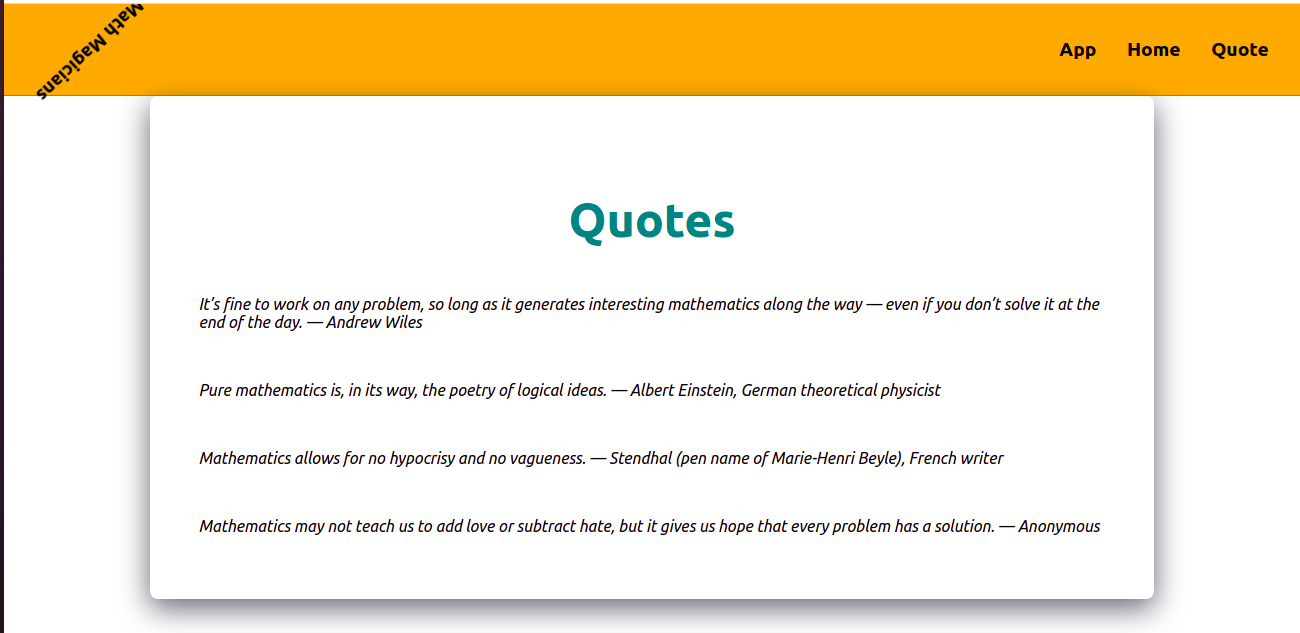 Math Magicians
App Home Quote
Quotes
It’s fine to work on any problem, so long as it generates interesting mathematics along the way — even if you don’t solve it at the
end of the day. — Andrew Wiles
Pure mathematics is, in its way, the poetry of logical ideas. — Albert Einstein, German theoretical physicist
Mathematics allows for no hypocrisy and no vagueness. — Stendhal (pen name of Marie-Henri Beyle), French writer
Mathematics may not teach us to add love or subtract hate, but it gives us hope that every problem has a solution. — Anonymous